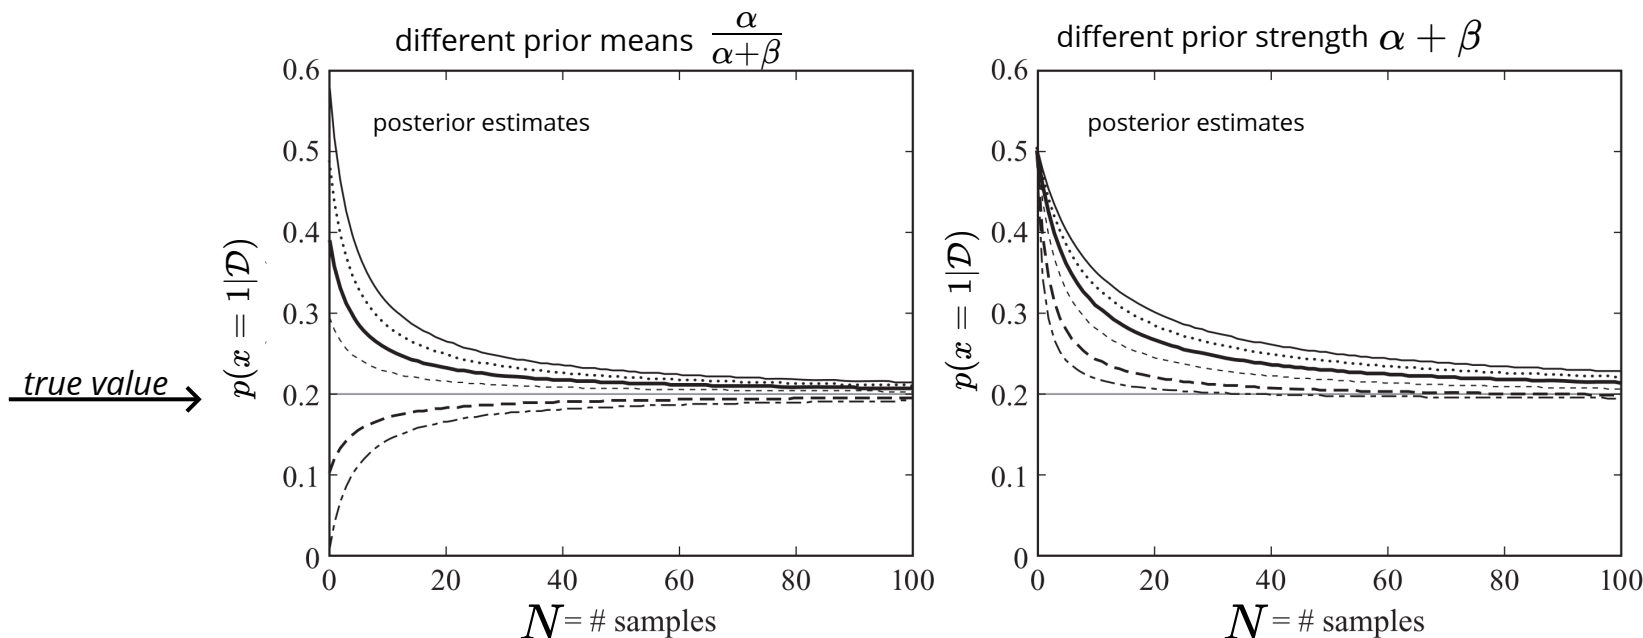 different prior means α/(α+β)
different prior strength α + β
0.6
posterior estimates
0.5
0.4
0.3
0.2
0.1
0
p(x = 1|𝒟)
true value
0 20 40 60 80 100
N = # samples
0.6
posterior estimates
0.5
0.4
0.3
0.2
0.1
0
p(x = 1|𝒟)
0 20 40 60 80 100
N = # samples